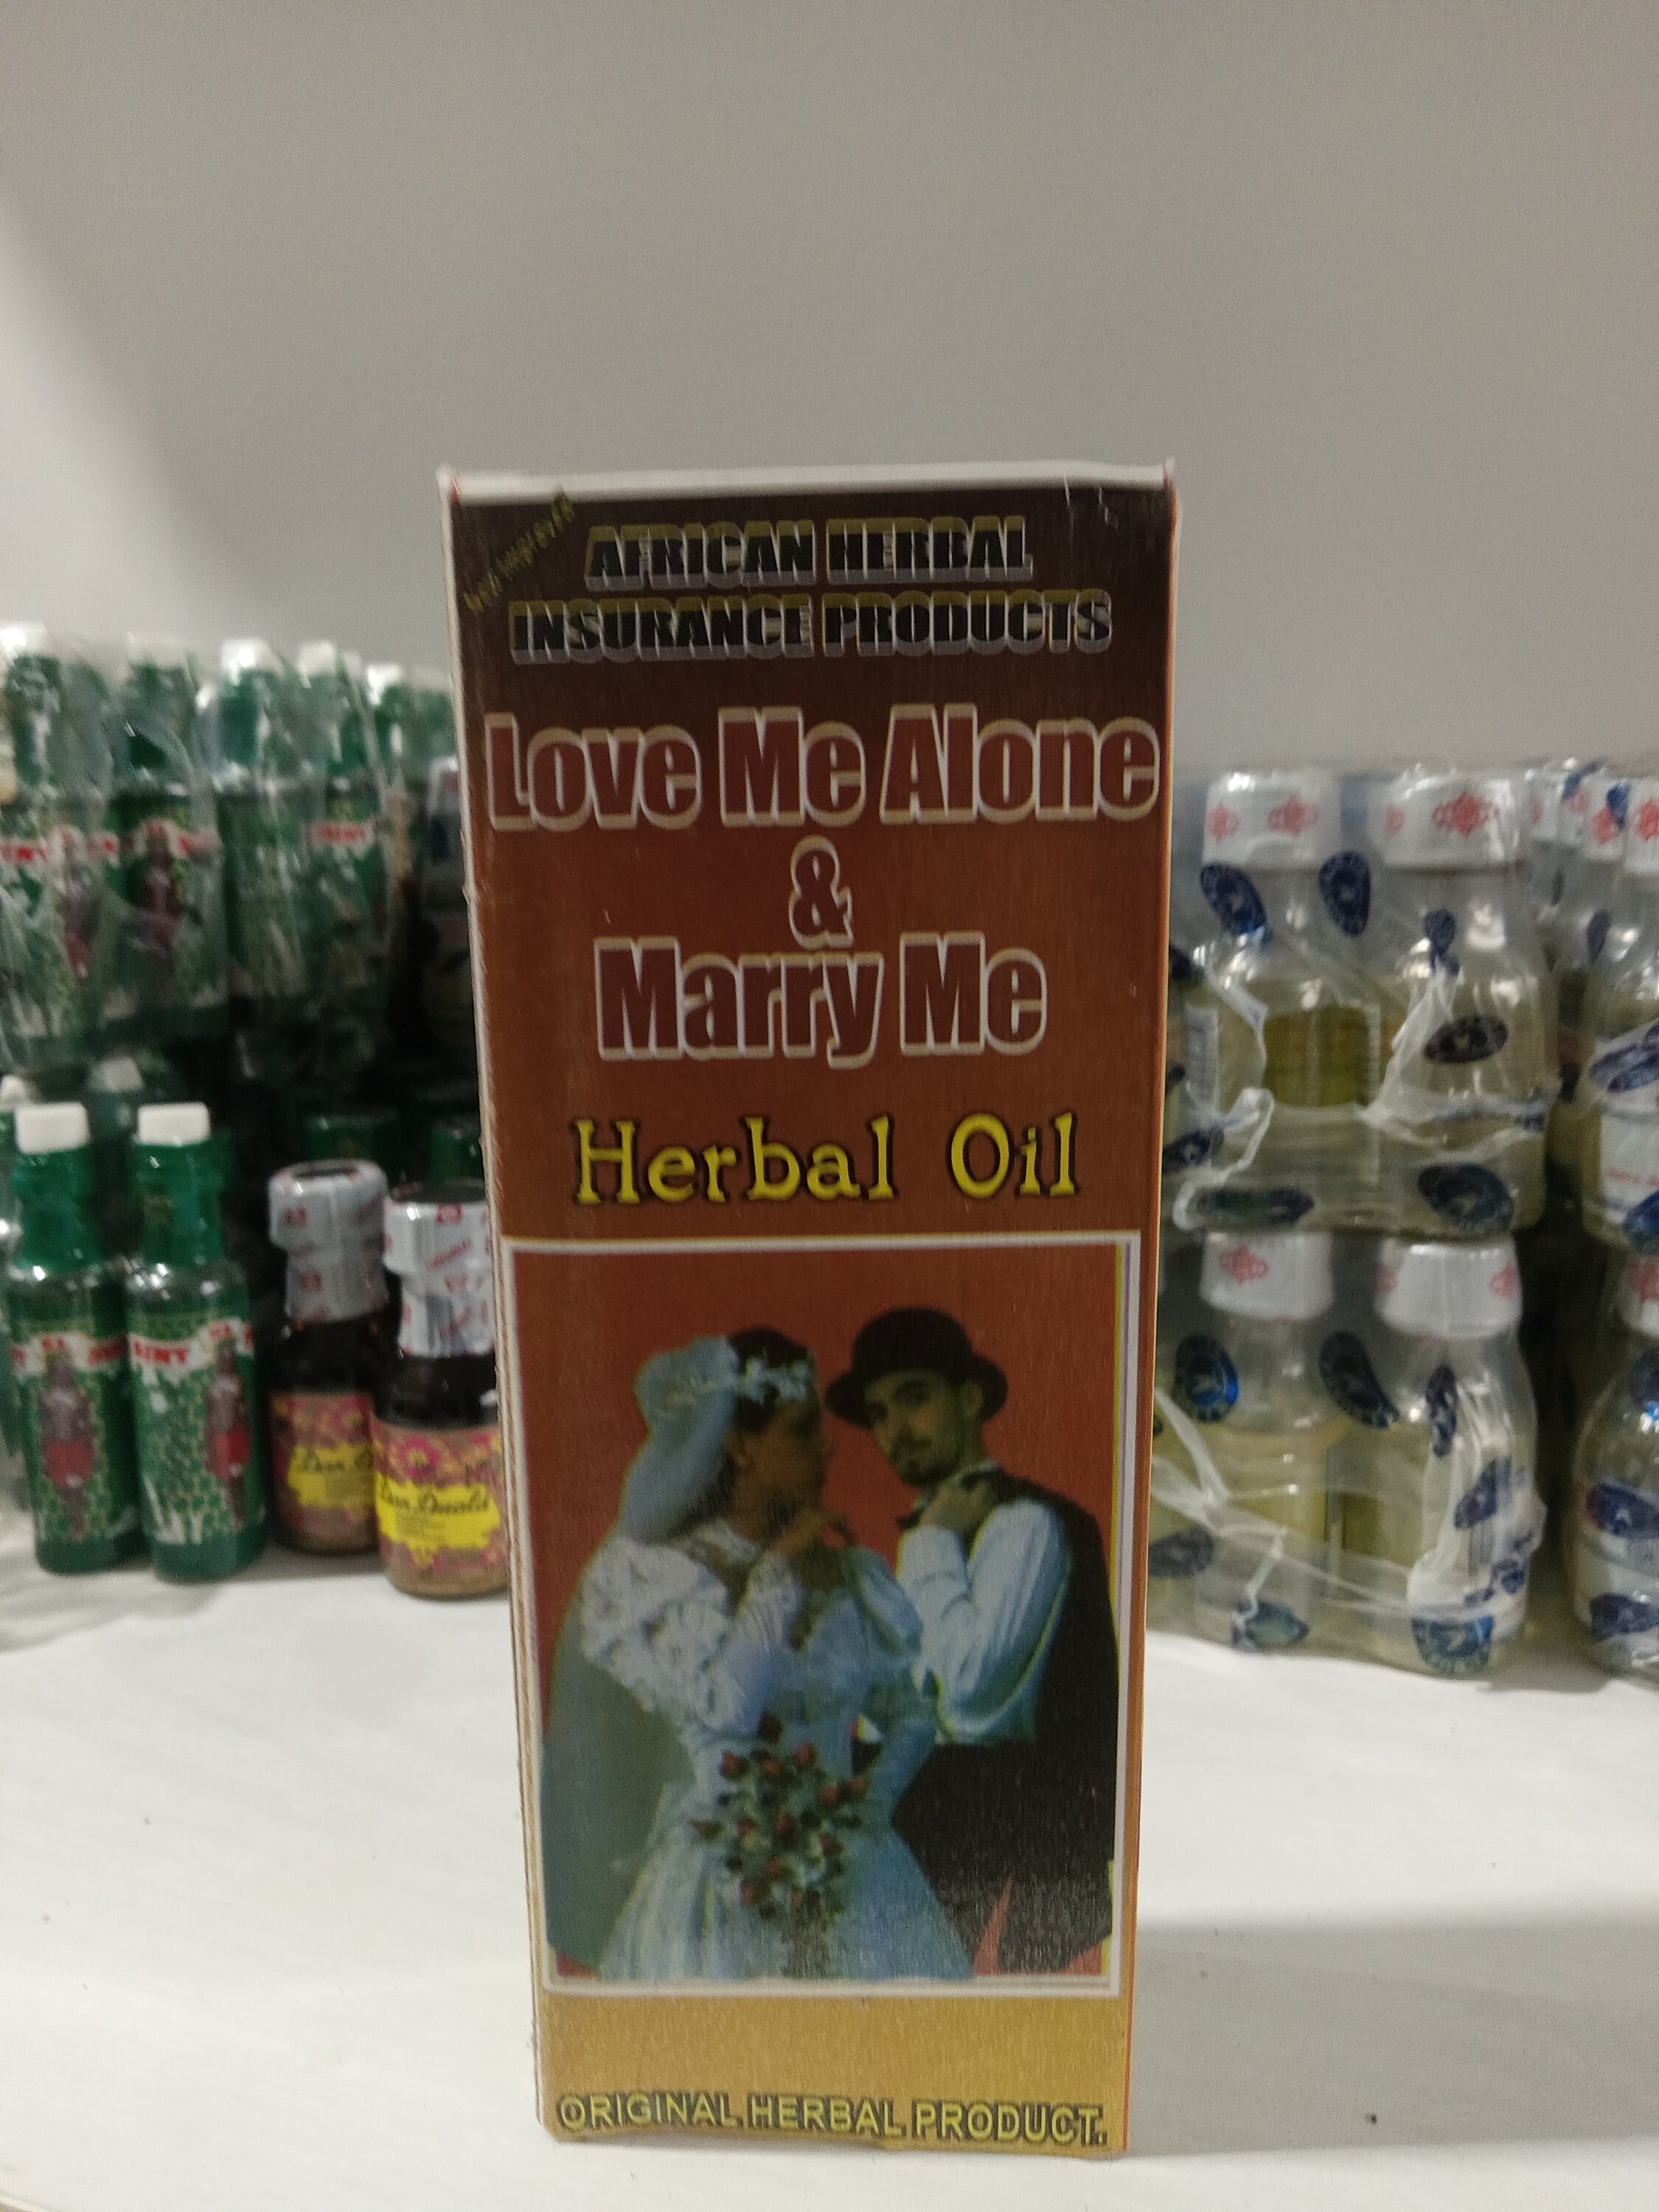 AFRICAN HERBAL
INSURANCE PRODUCTS
Love Me Alone
&
Marry Me
Herbal Oil
ORIGINAL HERBAL PRODUCT.